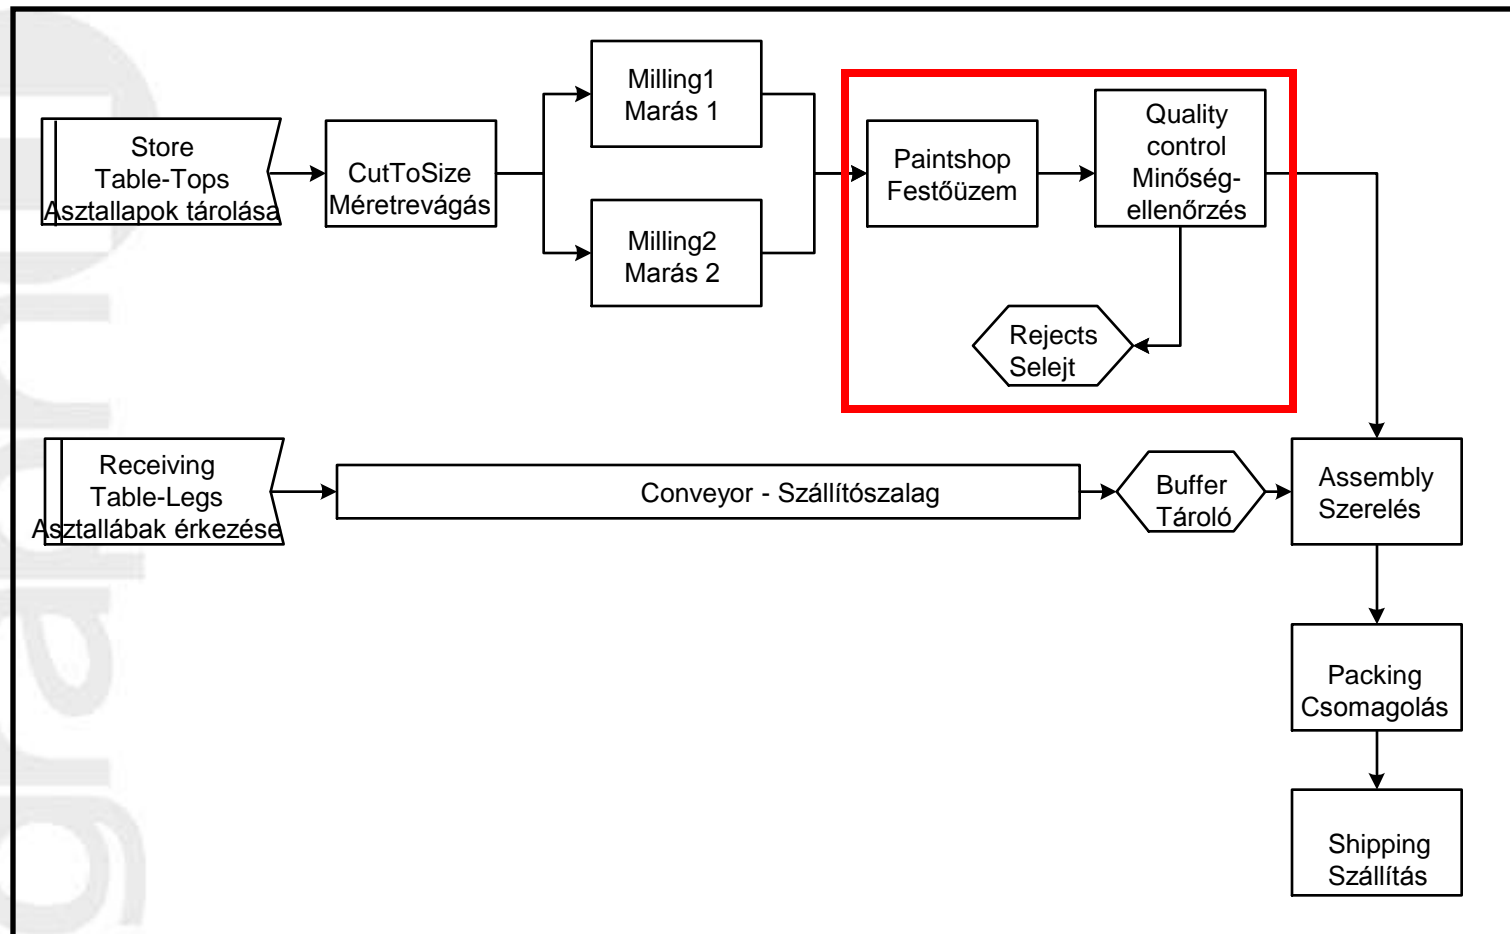 Store
Table-Tops
Asztallapok tárolása
CutToSize
Méretrevágás
Milling1
Marás 1
Milling2
Marás 2
Paintshop
Festőüzem
Quality
control
Minőség-
ellenőrzés
Rejects
Selejt
Receiving
Table-Legs
Asztallábak érkezése
Conveyor - Szállítószalag
Buffer
Tároló
Assembly
Szerelés
Packing
Csomagolás
Shipping
Szállítás